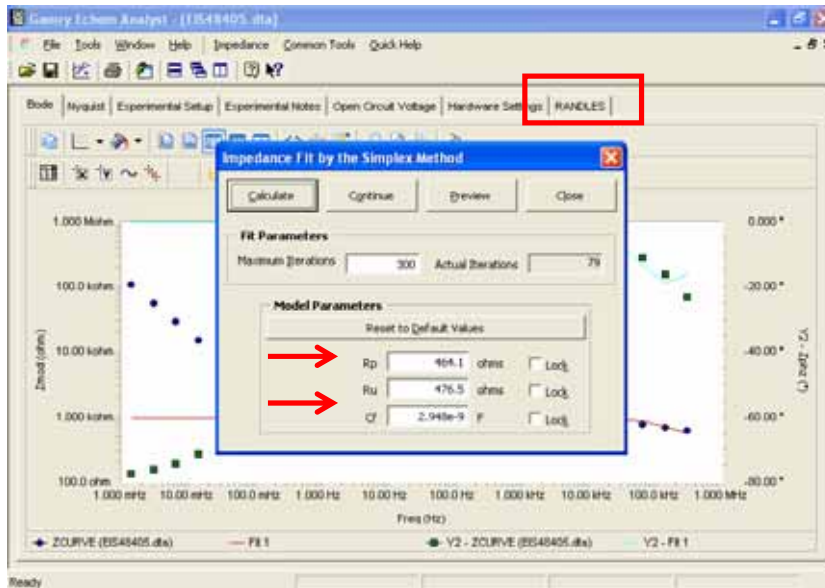 Gamry Echem Analyst - [EIS48405.dta]
File Tools Window Help Impedance Common Tools Quick Help
Bode Nyquist Experimental Setup Experimental Notes Open Circuit Voltage Hardware Settings RANDLES
Impedance Fit by the Simplex Method
Calculate Continue Preview Close
Fit Parameters
Maximum Iterations 300 Actual Iterations 79
Model Parameters
Reset to Default Values
Rp 464.1 ohms Lock
Ru 476.5 ohms Lock
Cf 2.948e-9 F Lock
1.000 Mohm
100.0 kohm
10.00 kohm
1.000 kohm
100.0 ohm
Zmod (ohm)
0.000 °
-20.00 °
-40.00 °
-60.00 °
-80.00 °
Y2 - Zphz (°)
1.000 mHz 10.00 mHz 100.0 mHz 1.000 Hz 10.00 Hz 100.0 Hz 1.000 kHz 10.00 kHz 100.0 kHz 1.000 MHz
Freq (Hz)
ZCURVE (EIS48405.dta) Fit 1 Y2 - ZCURVE (EIS48405.dta) Y2 - Fit 1
Ready